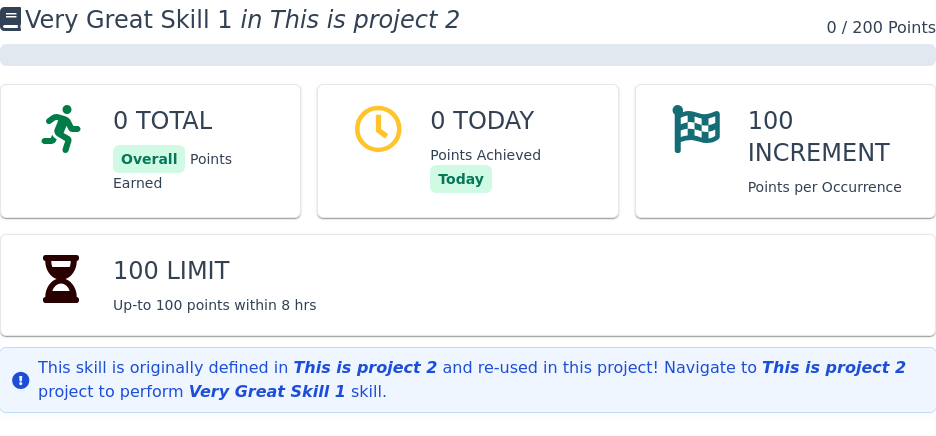 Very Great Skill 1 in This is project 2
0 / 200 Points
0 TOTAL
Overall Points
Earned
0 TODAY
Points Achieved
Today
100
INCREMENT
Points per Occurrence
100 LIMIT
Up-to 100 points within 8 hrs
This skill is originally defined in This is project 2 and re-used in this project! Navigate to This is project 2
project to perform Very Great Skill 1 skill.